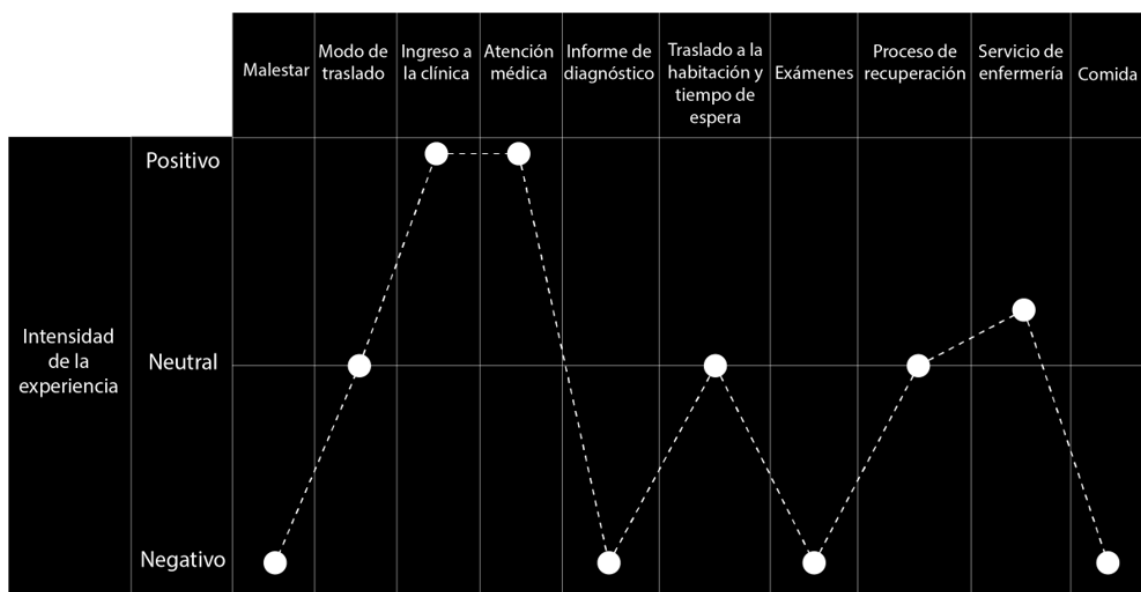 Malestar
Modo de
traslado
Ingreso a
la clínica
Atención
médica
Informe de
diagnóstico
Traslado a la
habitación y
tiempo de
espera
Exámenes
Proceso de
recuperación
Servicio de
enfermería
Comida
Intensidad
de la
experiencia
Positivo
Neutral
Negativo